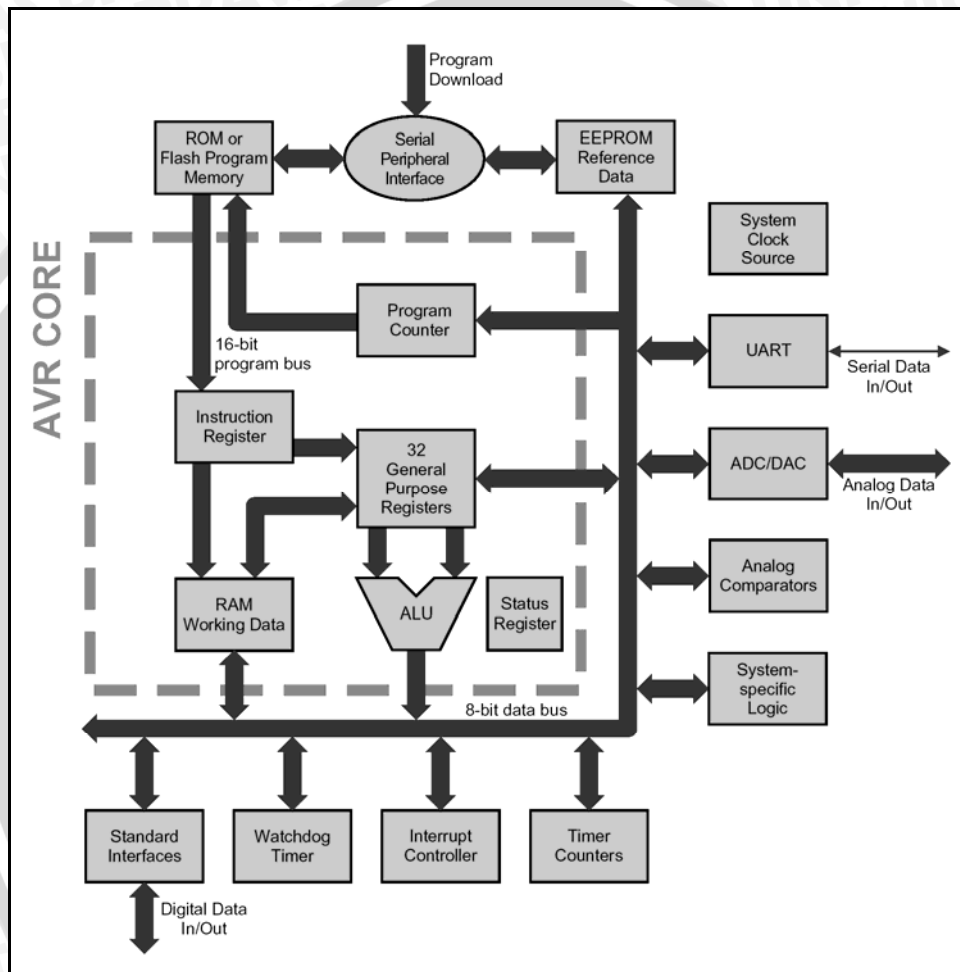 Program
Download
ROM or
Flash Program
Memory
Serial
Peripheral
Interface
EEPROM
Reference
Data
System
Clock
Source
AVR CORE
Program
Counter
16-bit
program bus
UART
Serial Data
In/Out
Instruction
Register
32
General
Purpose
Registers
ADC/DAC
Analog Data
In/Out
RAM
Working Data
ALU
Status
Register
Analog
Comparators
System-
specific
Logic
8-bit data bus
Standard
Interfaces
Watchdog
Timer
Interrupt
Controller
Timer
Counters
Digital Data
In/Out